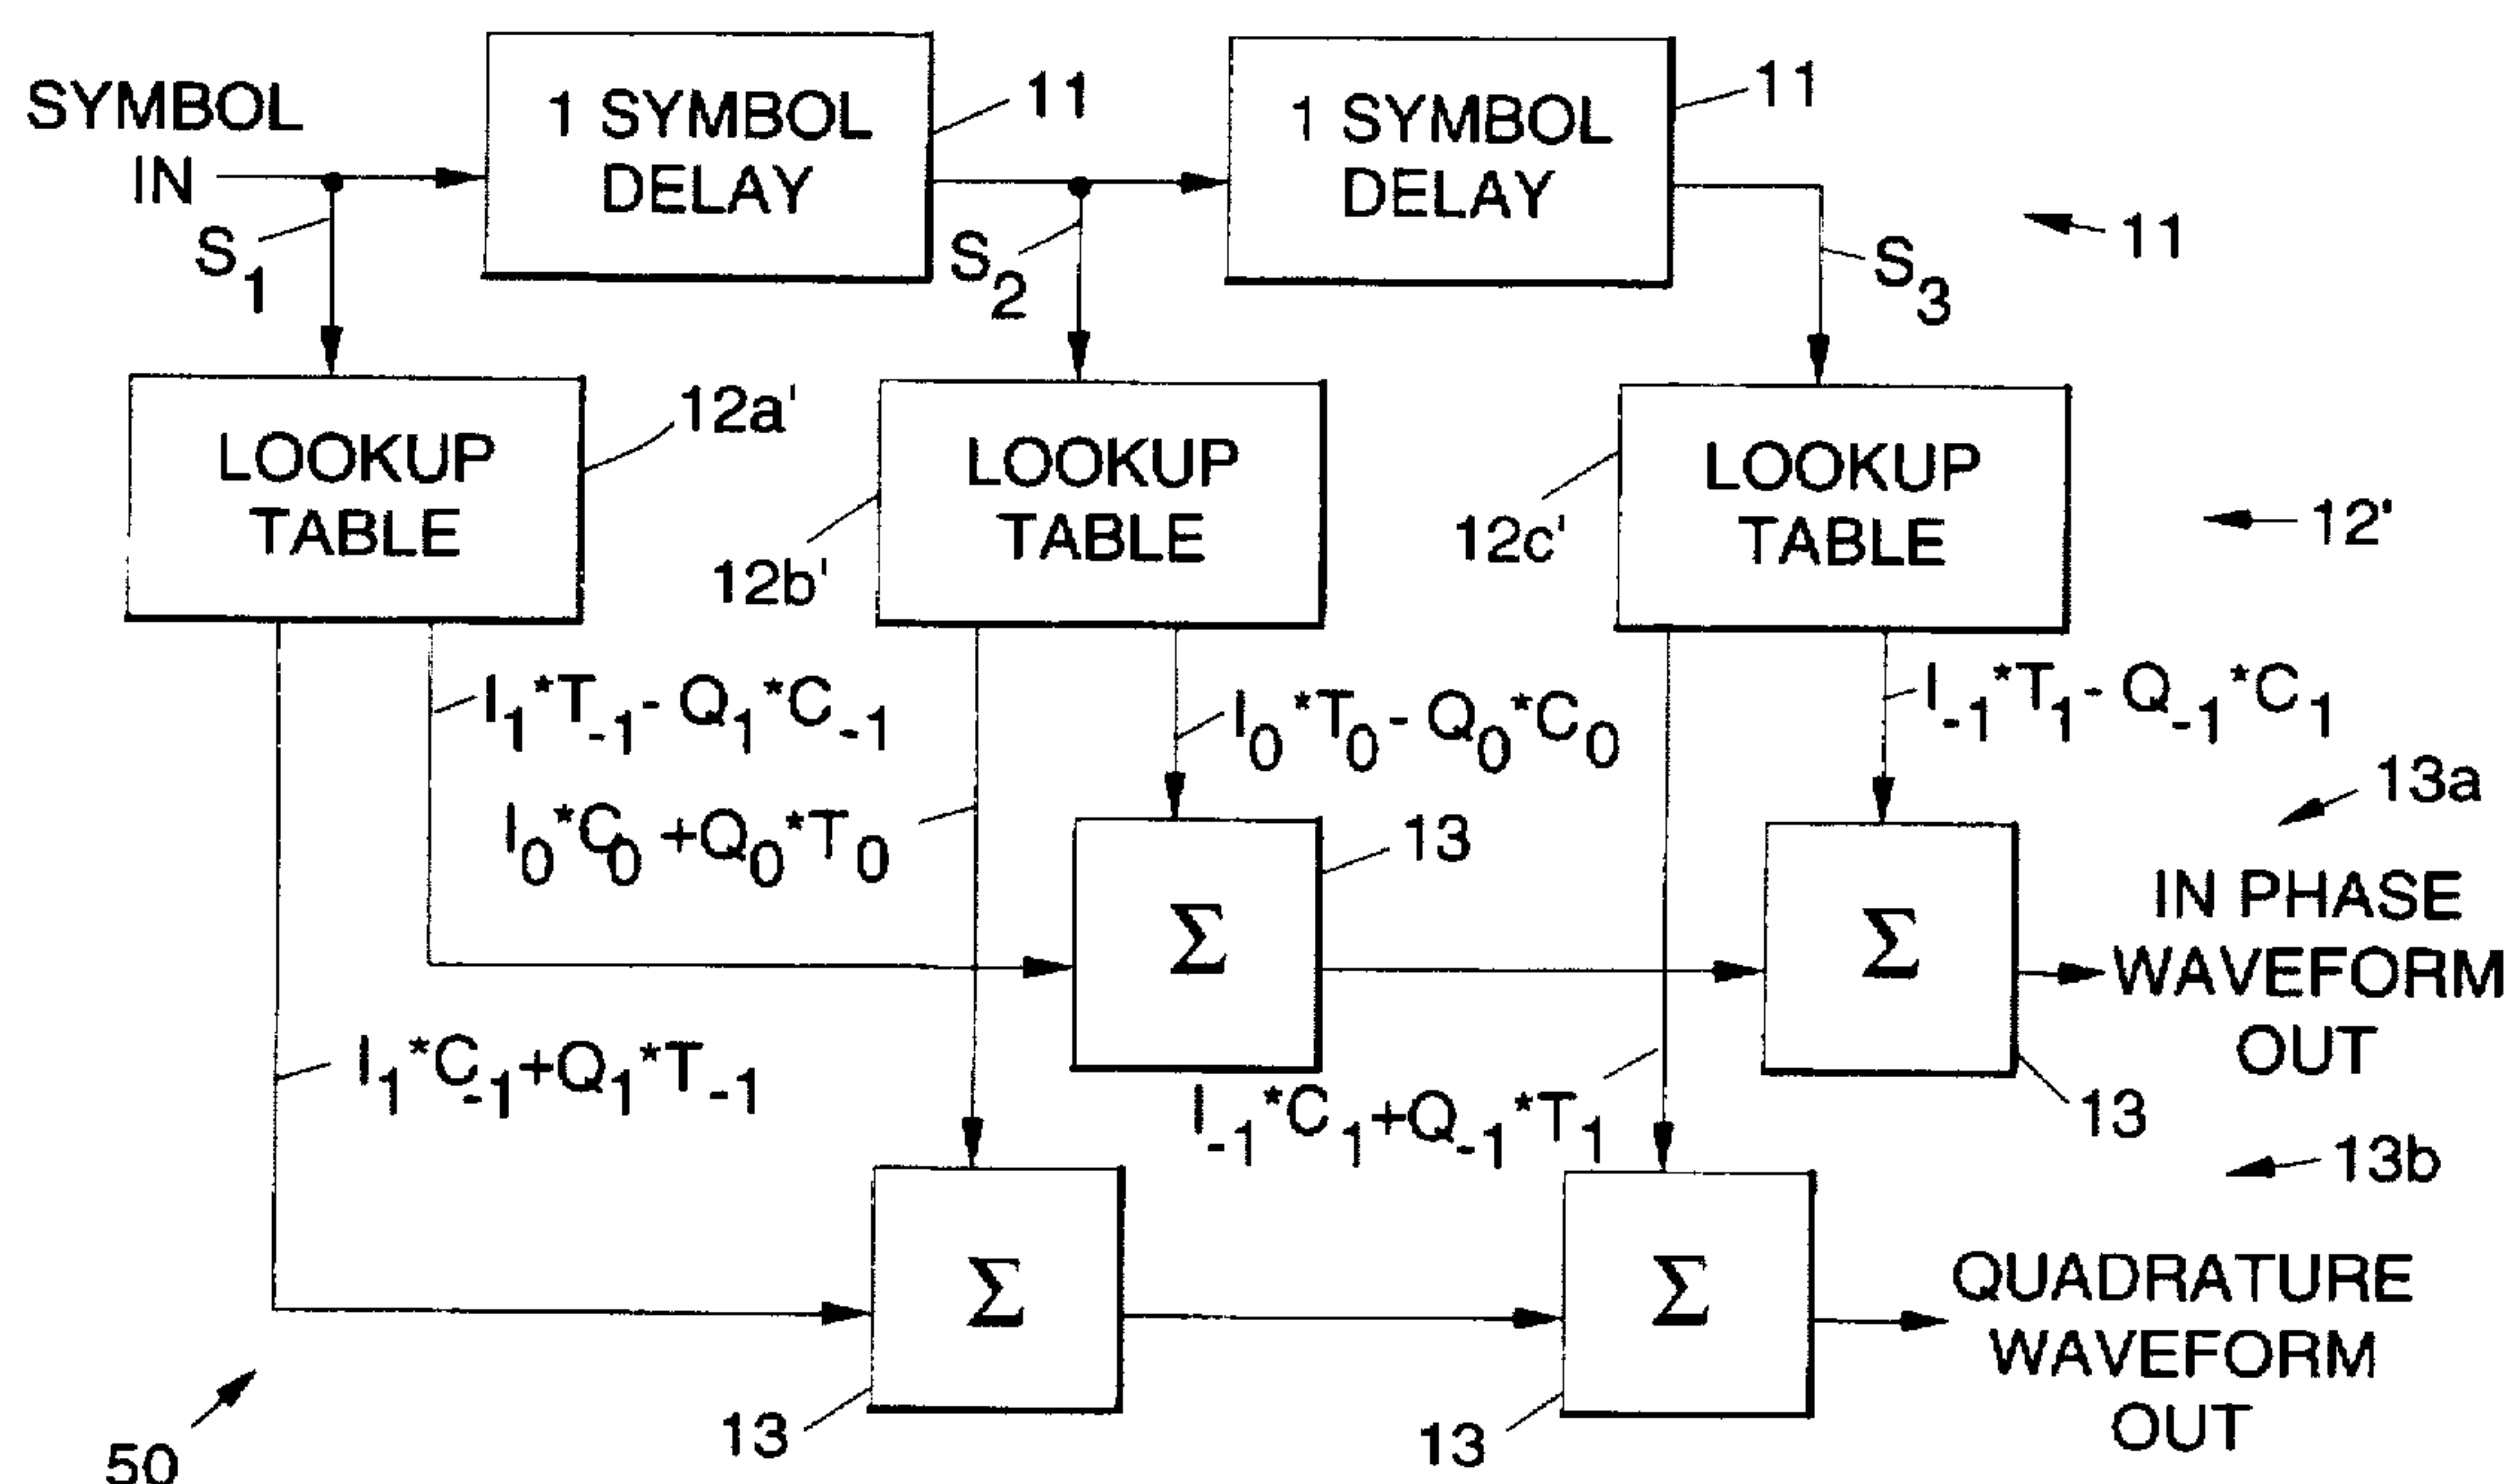 SYMBOL
IN
1 SYMBOL
DELAY
11
1 SYMBOL
DELAY
11
S1
S2
S3
11
LOOKUP
TABLE
12a'
LOOKUP
TABLE
12b'
LOOKUP
TABLE
12c'
12'
I1*T-1- Q1*C-1
I0*T0- Q0*C0
I-1*T1- Q-1*C1
I0*C0+Q0*T0
13a
Σ
13
Σ
13
IN PHASE
WAVEFORM
OUT
I1*C-1+Q1*T-1
I-1*C1+Q-1*T1
13b
Σ
13
Σ
13
QUADRATURE
WAVEFORM
OUT
50